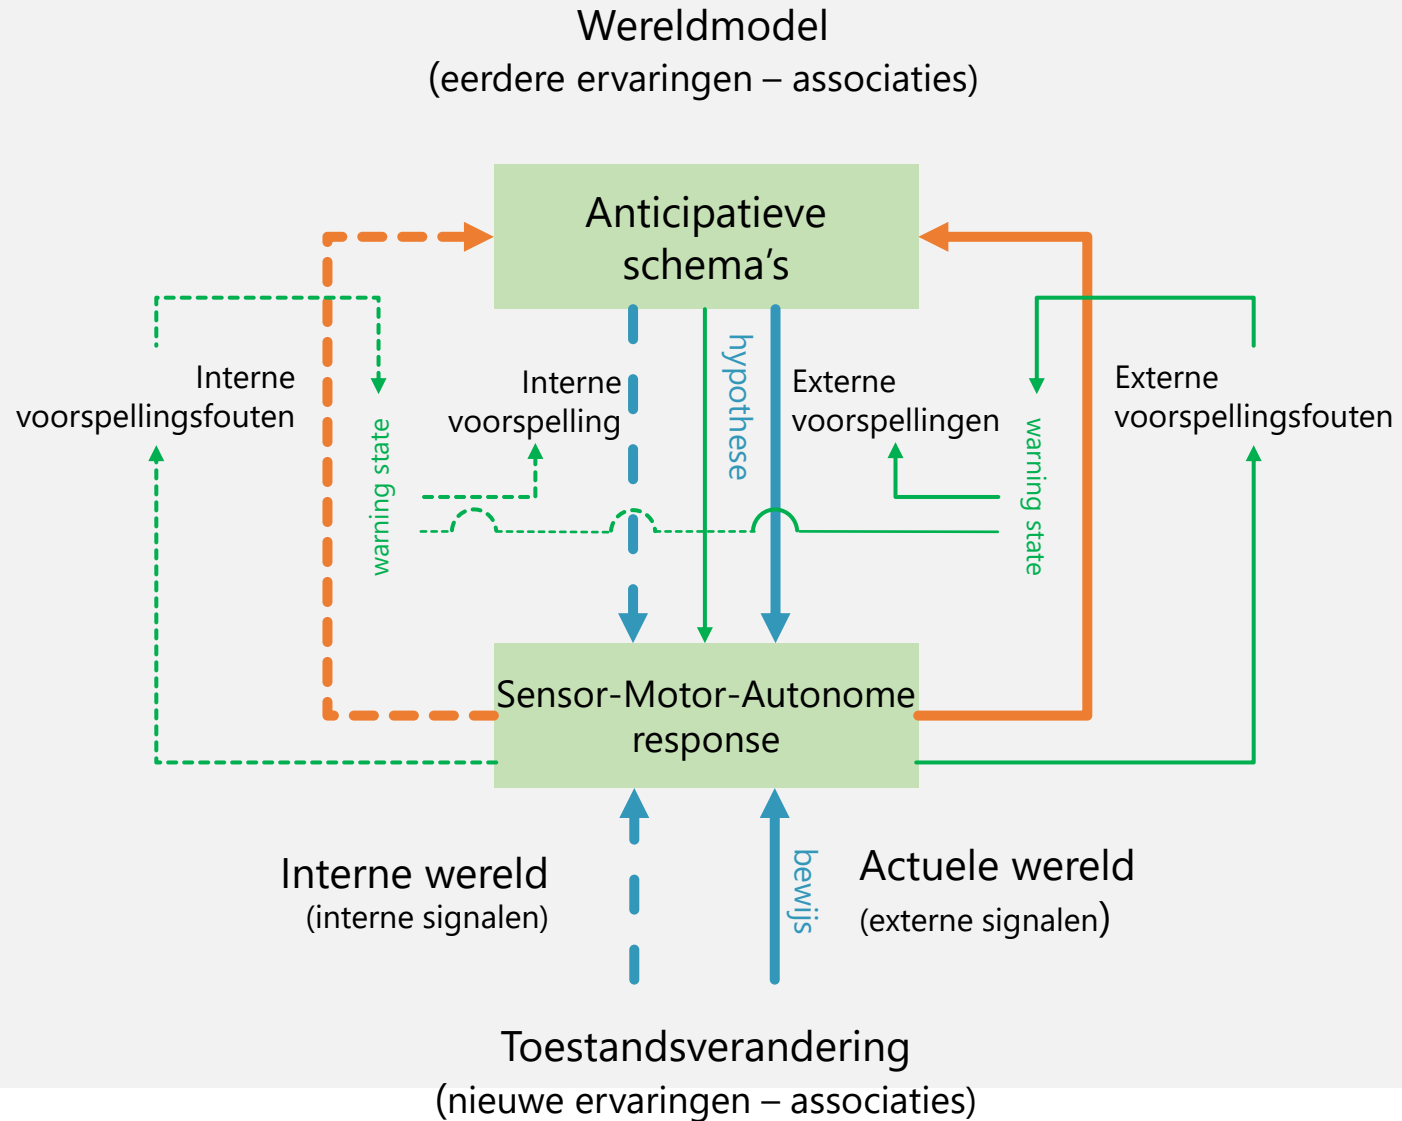 Wereldmodel
(eerdere ervaringen – associaties)
Anticipatieve
schema's
Interne
voorspellingsfouten
warning state
Interne
voorspelling
hypothese
Externe
voorspellingen
warning state
Externe
voorspellingsfouten
Sensor-Motor-Autonome
response
Interne wereld
(interne signalen)
bewijs
Actuele wereld
(externe signalen)
Toestandsverandering
(nieuwe ervaringen – associaties)